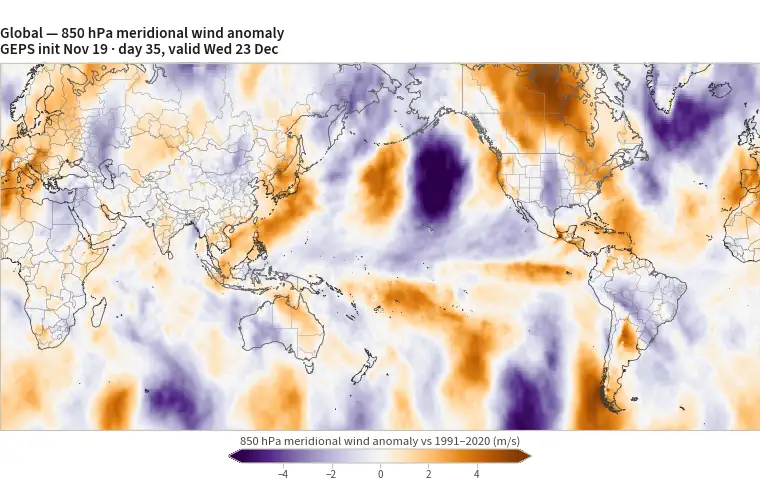 Global — 850 hPa meridional wind anomaly
GEPS init Nov 19 · day 35, valid Wed 23 Dec
850 hPa meridional wind anomaly vs 1991–2020 (m/s)
−4 −2 0 2 4